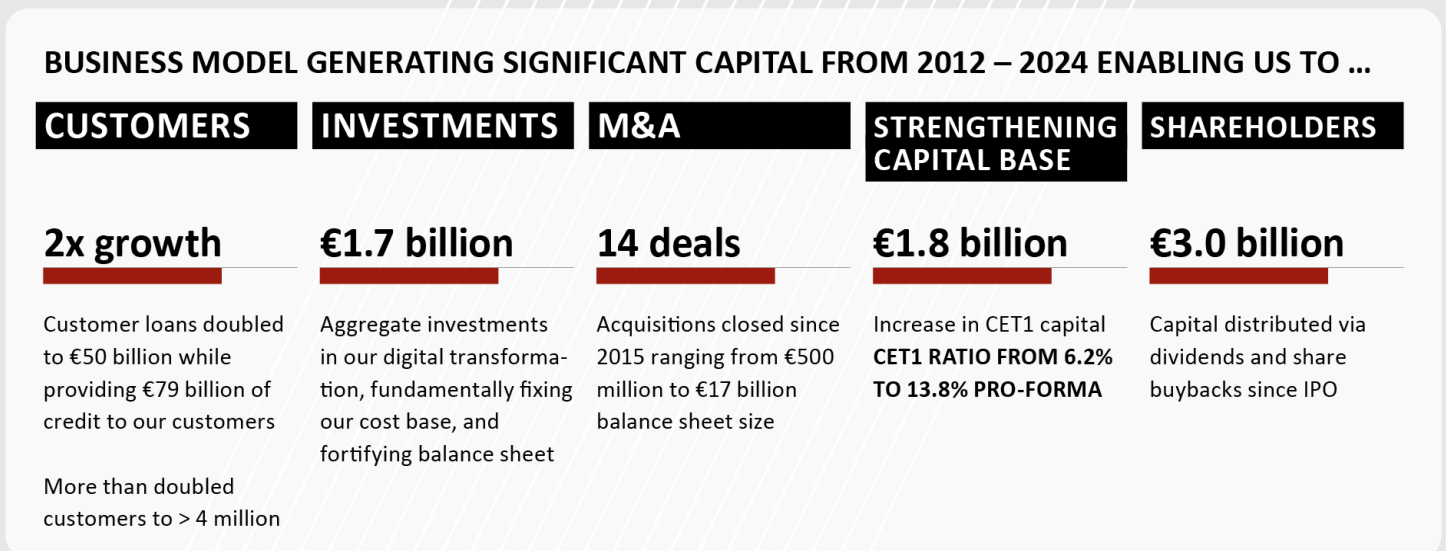 BUSINESS MODEL GENERATING SIGNIFICANT CAPITAL FROM 2012 – 2024 ENABLING US TO ...
CUSTOMERS
2x growth
Customer loans doubled
to €50 billion while
providing €79 billion of
credit to our customers
More than doubled
customers to > 4 million
INVESTMENTS
€1.7 billion
Aggregate investments
in our digital transforma-
tion, fundamentally fixing
our cost base, and
fortifying balance sheet
M&A
14 deals
Acquisitions closed since
2015 ranging from €500
million to €17 billion
balance sheet size
STRENGTHENING
CAPITAL BASE
€1.8 billion
Increase in CET1 capital
CET1 RATIO FROM 6.2%
TO 13.8% PRO-FORMA
SHAREHOLDERS
€3.0 billion
Capital distributed via
dividends and share
buybacks since IPO